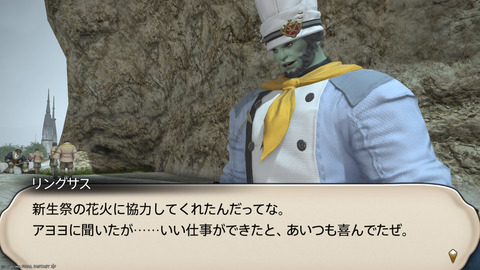 リングサス
新生祭の花火に協力してくれたんだってな。
アヨヨに聞いたが……いい仕事ができたと、あいつも喜んでたぜ。